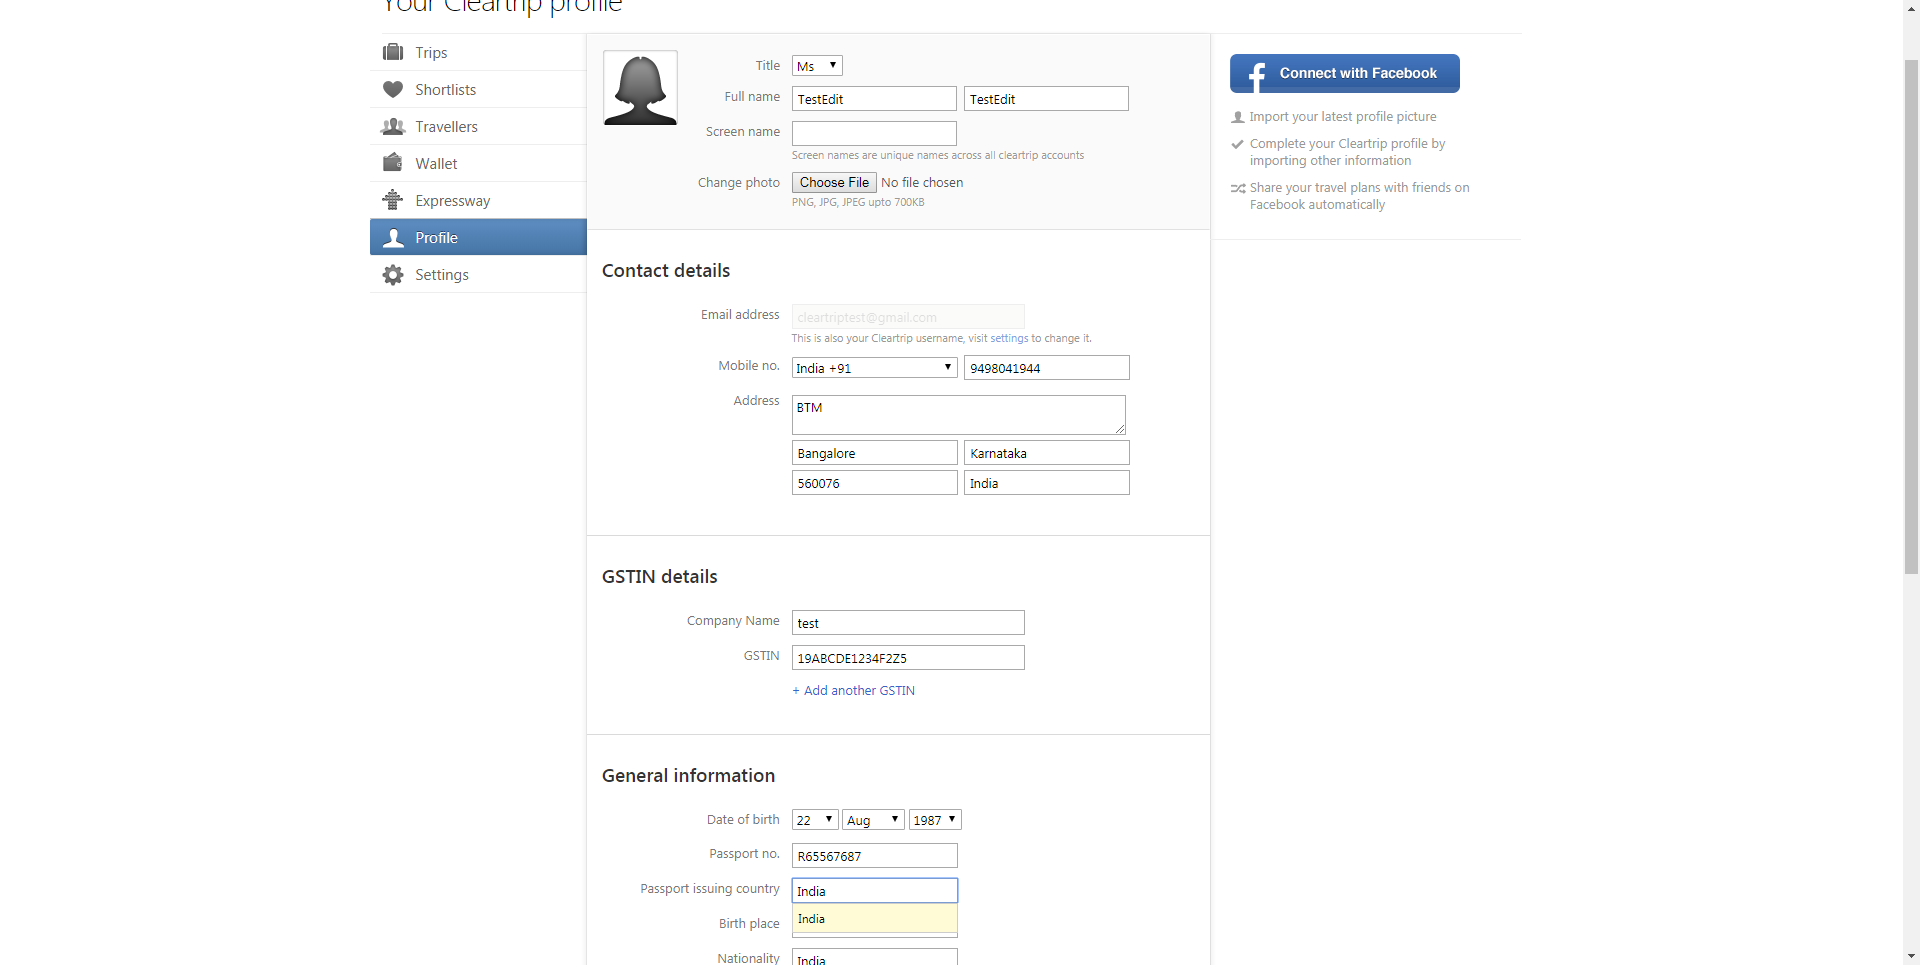 Your Cleartrip profile
Trips
Shortlists
Travellers
Wallet
Expressway
Profile
Settings
Title Ms
Full name TestEdit TestEdit
Screen name
Screen names are unique names across all cleartrip accounts
Change photo Choose File No file chosen
PNG, JPG, JPEG upto 700KB
Contact details
Email address cleartriptest@gmail.com
This is also your Cleartrip username, visit settings to change it.
Mobile no. India +91 9498041944
Address BTM
Bangalore Karnataka
560076 India
GSTIN details
Company Name test
GSTIN 19ABCDE1234F2Z5
+ Add another GSTIN
General information
Date of birth 22 Aug 1987
Passport no. R65567687
Passport issuing country India
India
Birth place
Nationality India
Connect with Facebook
Import your latest profile picture
Complete your Cleartrip profile by
importing other information
Share your travel plans with friends on
Facebook automatically